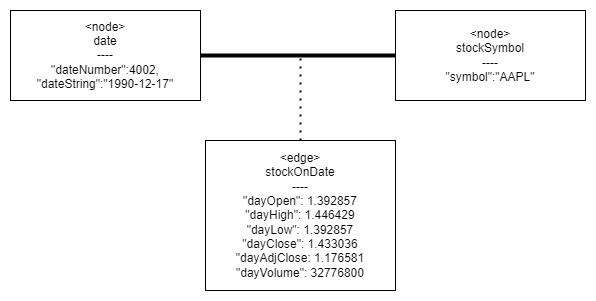 <node>
date
----
"dateNumber":4002,
"dateString":"1990-12-17"
<node>
stockSymbol
----
"symbol":"AAPL"
<edge>
stockOnDate
----
"dayOpen": 1.392857
"dayHigh": 1.446429
"dayLow": 1.392857
"dayClose": 1.433036
"dayAdjClose: 1.176581
"dayVolume": 32776800